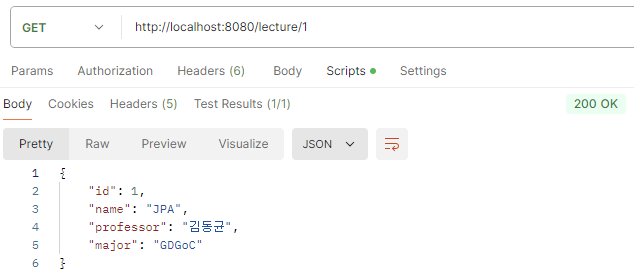 GET http://localhost:8080/lecture/1
Params Authorization Headers (6) Body Scripts Settings
Body Cookies Headers (5) Test Results (1/1) 200 OK
Pretty Raw Preview Visualize JSON
1 {
2 "id": 1,
3 "name": "JPA",
4 "professor": "김동균",
5 "major": "GDGoC"
6 }